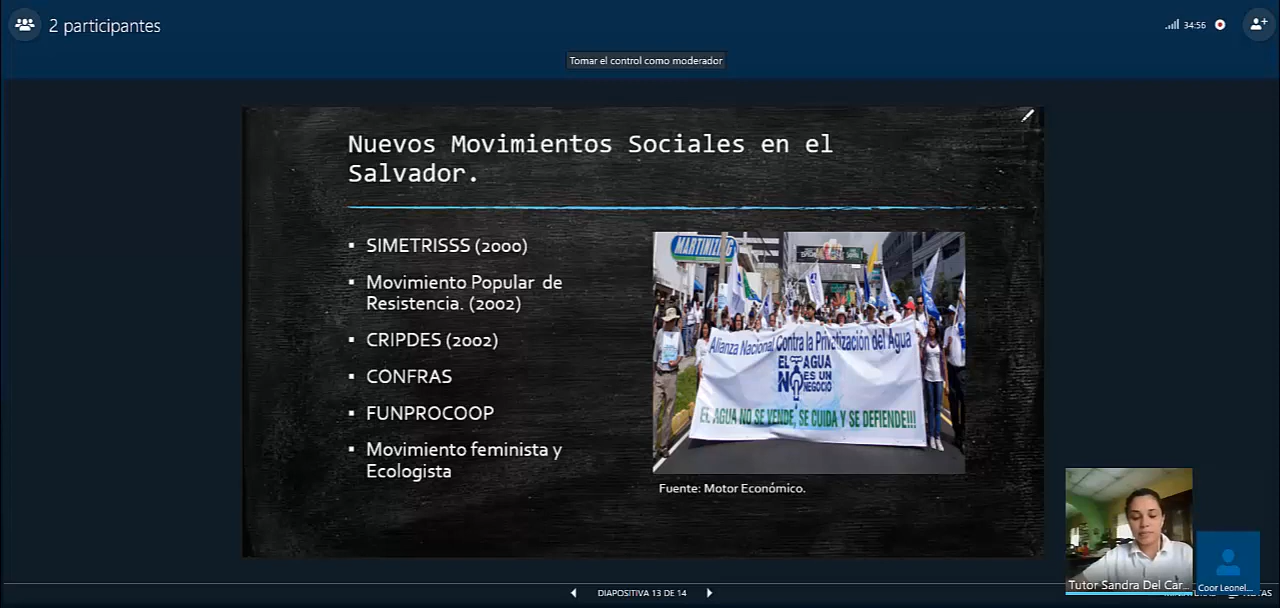 2 participantes
34:56
Tomar el control como moderador
Nuevos Movimientos Sociales en el
Salvador.
▪ SIMETRISSS (2000)
▪ Movimiento Popular de
Resistencia. (2002)
▪ CRIPDES (2002)
▪ CONFRAS
▪ FUNPROCOOP
▪ Movimiento feminista y
Ecologista
Alianza Nacional Contra la Privatización del Agua
EL AGUA
NO ES UN
NEGOCIO
EL AGUA NO SE VENDE, SE CUIDA Y SE DEFIENDE!!!
Fuente: Motor Económico.
Tutor Sandra Del Car...
Coor Leonel...
DIAPOSITIVA 13 DE 14
NOTAS